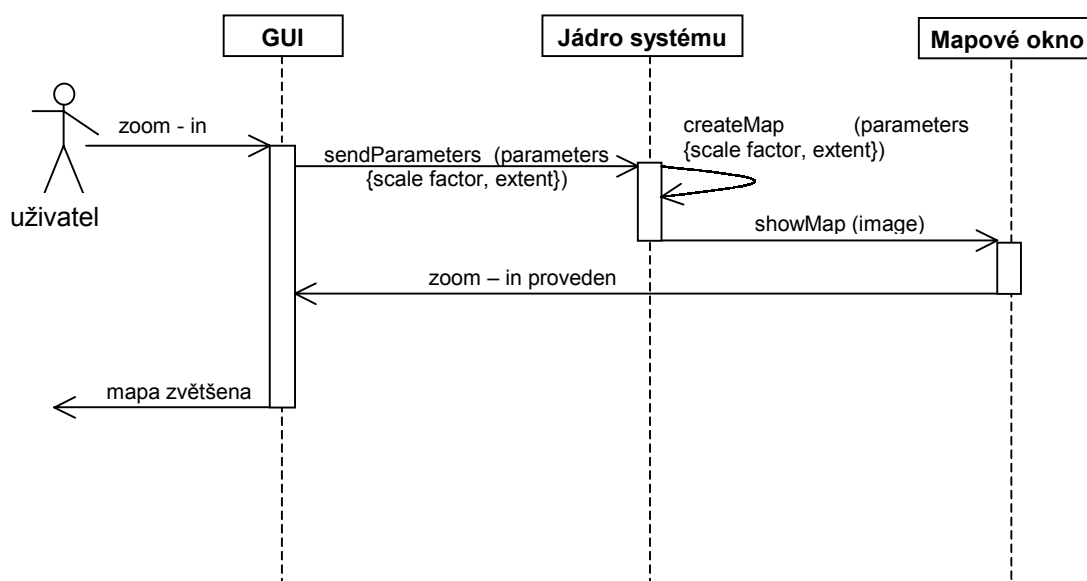 GUI
Jádro systému
Mapové okno
zoom - in
sendParameters (parameters
{scale factor, extent})
createMap (parameters
{scale factor, extent})
uživatel
showMap (image)
zoom – in proveden
mapa zvětšena